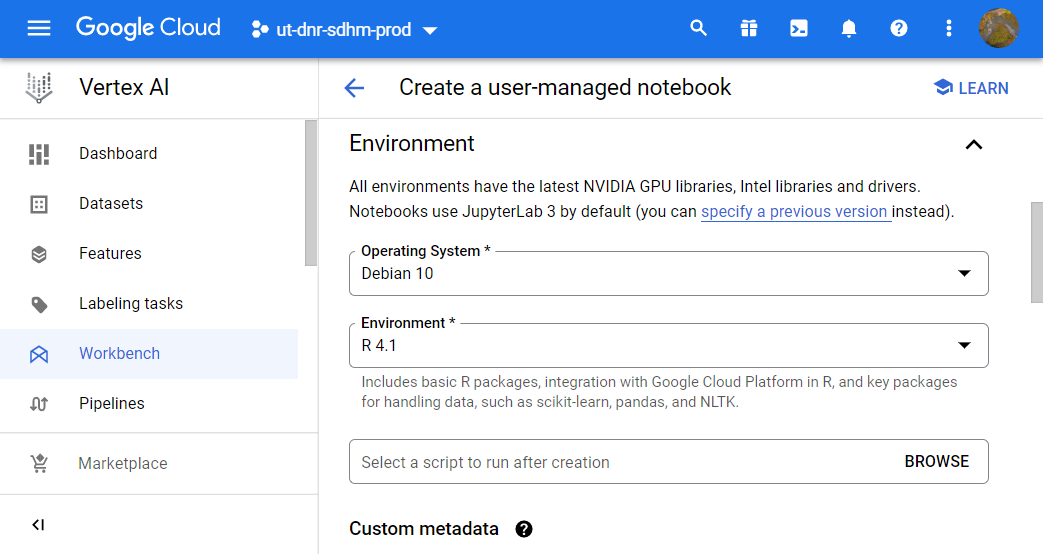 Google Cloud
ut-dnr-sdhm-prod
Vertex AI
Create a user-managed notebook
LEARN
Dashboard
Datasets
Features
Labeling tasks
Workbench
Pipelines
Marketplace
Environment
All environments have the latest NVIDIA GPU libraries, Intel libraries and drivers.
Notebooks use JupyterLab 3 by default (you can specify a previous version instead).
Operating System *
Debian 10
Environment *
R 4.1
Includes basic R packages, integration with Google Cloud Platform in R, and key packages
for handling data, such as scikit-learn, pandas, and NLTK.
Select a script to run after creation
BROWSE
Custom metadata